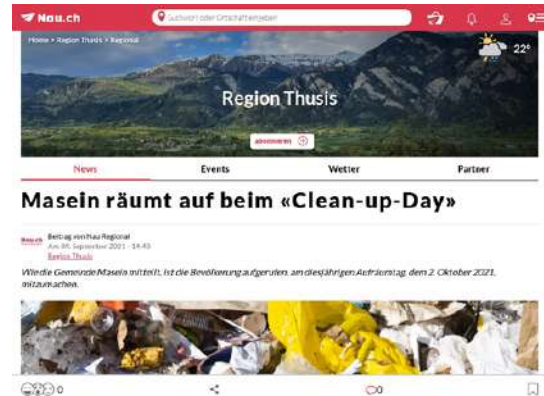 Nau.ch
Suchwort oder Ortschaft eingeben
Home > Region Thusis > Regional
22°
Region Thusis
abonnieren
News Events Wetter Partner
Masein räumt auf beim «Clean-up-Day»
Nau.ch
Beitrag von Nau Regional
Am September 2021 - 14:43
Region Thusis
Wie die Gemeinde Masein mitteilt, ist die Bevölkerung aufgerufen, am diesjährigen Aufräumtag, dem 2. Oktober 2021,
mitzumachen.
0 0